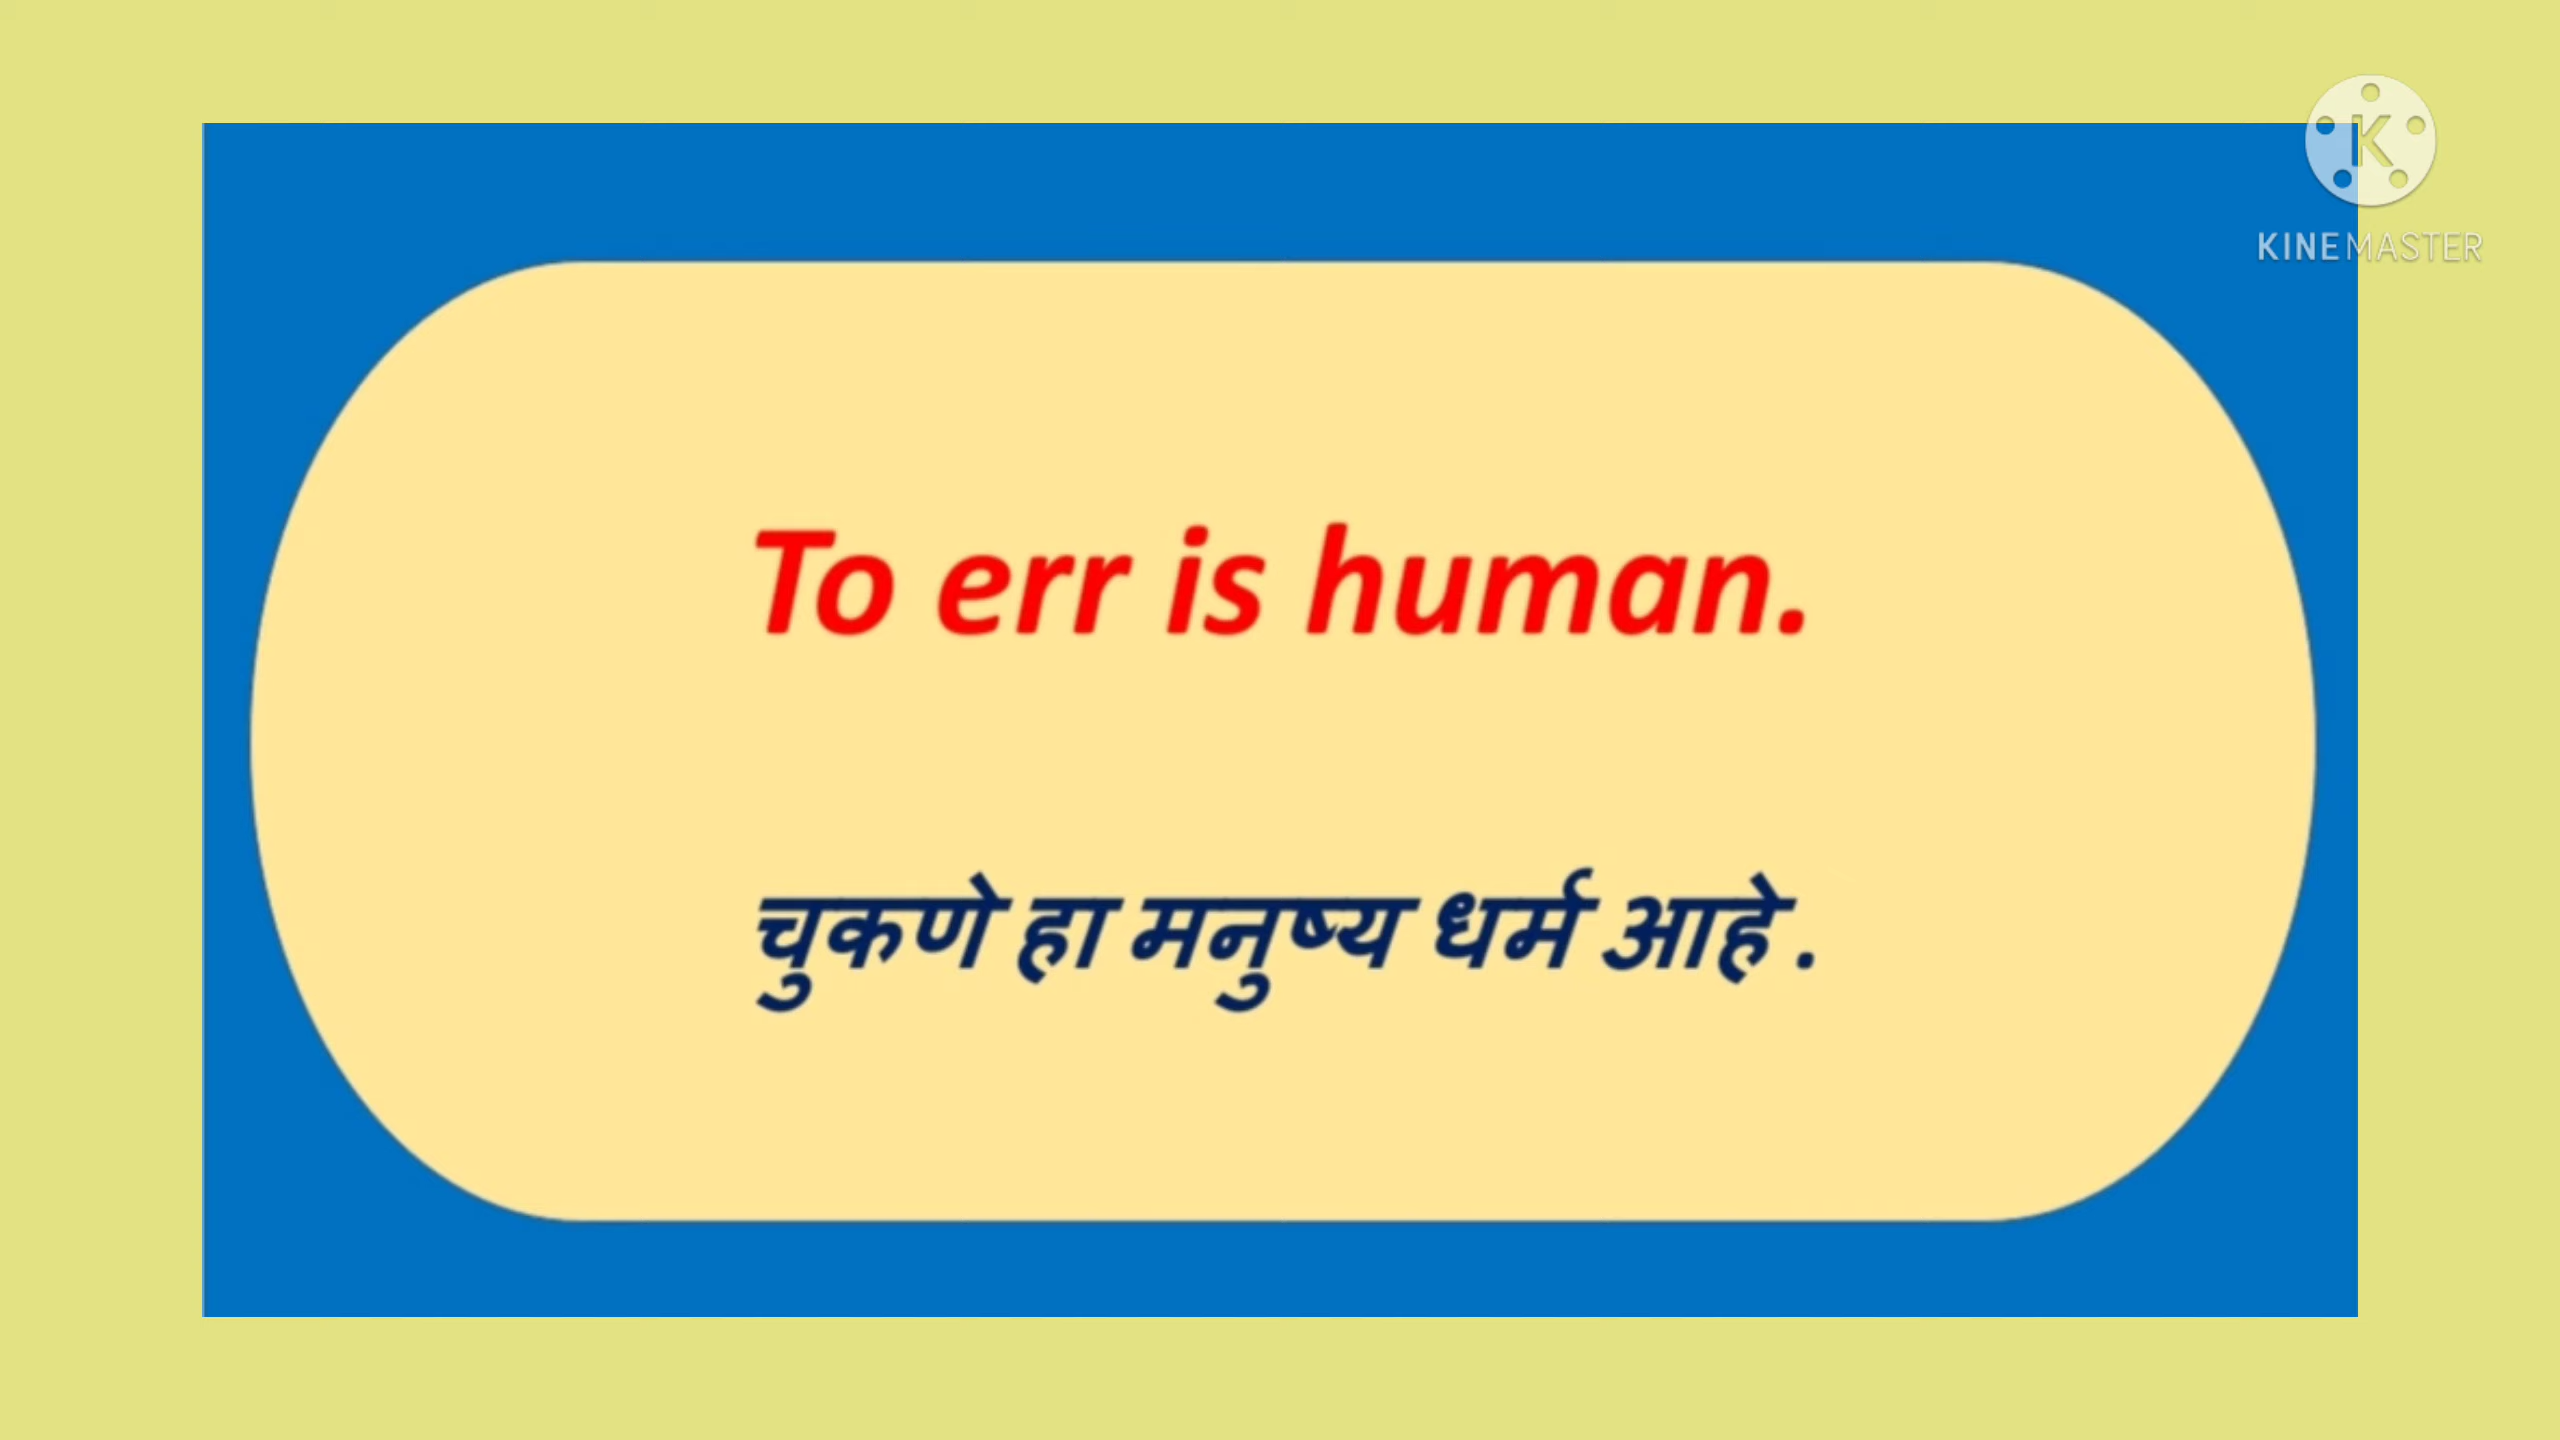 KINEMASTER
To err is human.
चुकणे हा मनुष्य धर्म आहे .